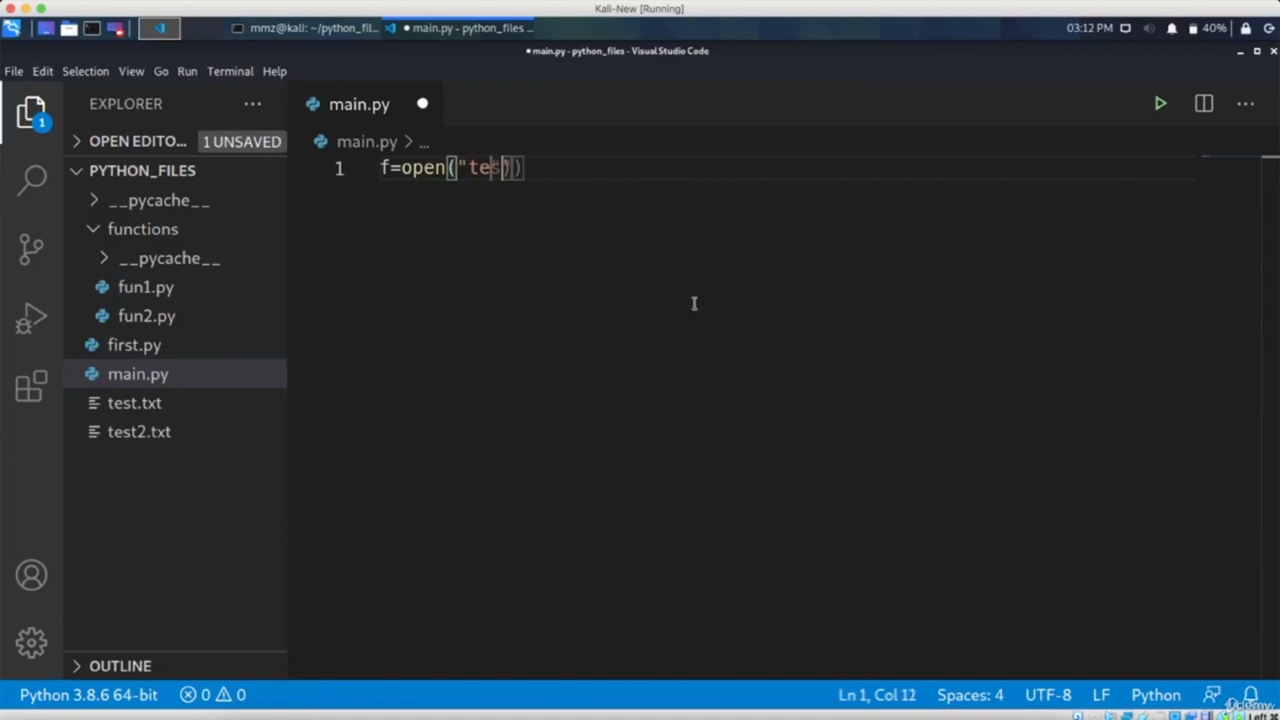 Kali-New [Running]
mmz@kali: ~/python_fil... main.py - python_files ... 03:12 PM 40%
main.py - python_files - Visual Studio Code
File Edit Selection View Go Run Terminal Help
EXPLORER main.py
OPEN EDITO... 1 UNSAVED main.py > ...
PYTHON_FILES 1 f=open("tes")
__pycache__
functions
__pycache__
fun1.py
fun2.py
first.py
main.py
test.txt
test2.txt
1
OUTLINE
Python 3.8.6 64-bit 0 0 Ln 1, Col 12 Spaces: 4 UTF-8 LF Python
Udemy
Left ⌘